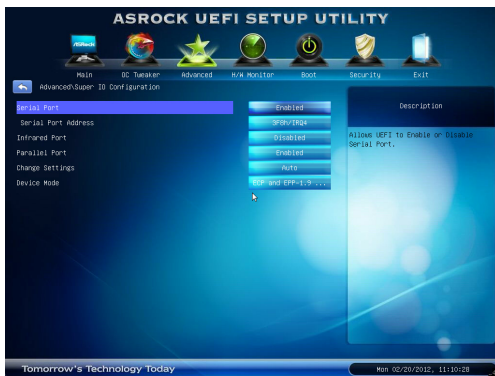 ASROCK UEFI SETUP UTILITY
ASRock
Main OC Tweaker Advanced H/W Monitor Boot Security Exit
Advanced\Super IO Configuration
Serial Port Enabled
Serial Port Address 3F8h/IRQ4
Infrared Port Disabled
Parallel Port Enabled
Change Settings Auto
Device Mode ECP and EPP-1.9 ...
Description
Allows UEFI to Enable or Disable
Serial Port.
Tomorrow's Technology Today
Mon 02/20/2012, 11:10:28